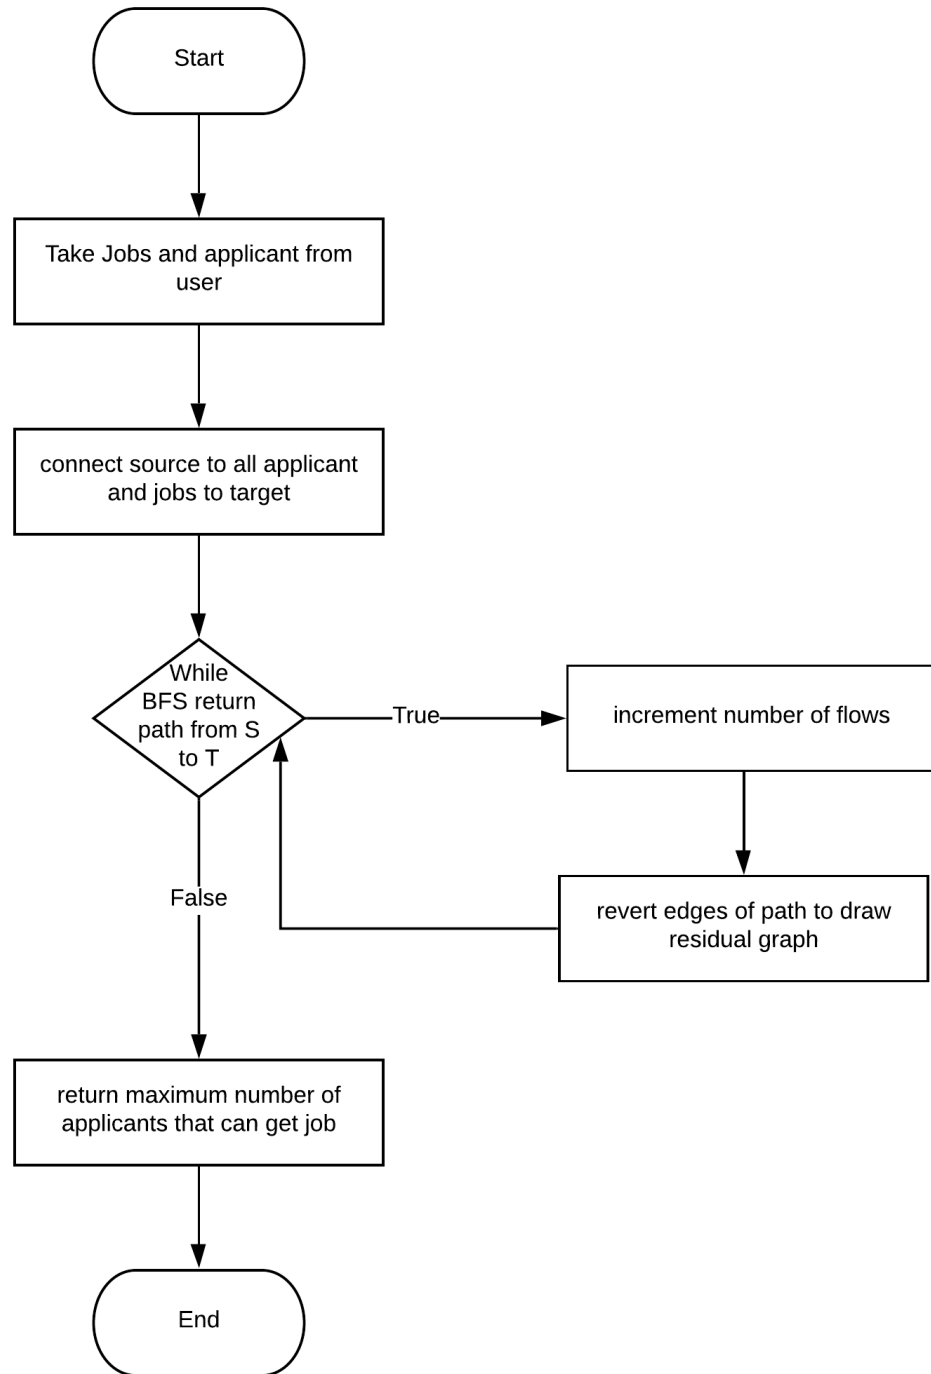 Start
Take Jobs and applicant from
user
connect source to all applicant
and jobs to target
While
BFS return
path from S
to T
True
increment number of flows
False
revert edges of path to draw
residual graph
return maximum number of
applicants that can get job
End